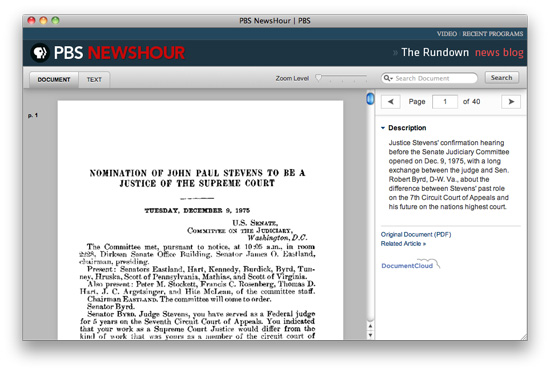 PBS NewsHour | PBS
VIDEO | RECENT PROGRAMS
PBS NEWSHOUR
» The Rundown news blog
DOCUMENT TEXT
Zoom Level
Search Document
Search
p. 1
Page 1 of 40
NOMINATION OF JOHN PAUL STEVENS TO BE A
JUSTICE OF THE SUPREME COURT
TUESDAY, DECEMBER 9, 1975
U.S. SENATE,
COMMITTEE ON THE JUDICIARY,
Washington, D.C.
The Committee met, pursuant to notice, at 10:05 a.m., in room
2228, Dirksen Senate Office Building, Senator James O. Eastland,
chairman, presiding.
Present: Senators Eastland, Hart, Kennedy, Burdick, Byrd, Tun-
ney, Hruska, Scott of Pennsylvania, Mathias, and Scott of Virginia.
Also present: Peter M. Stockett, Francis C. Rosenberg, Thomas D.
Hart, J. C. Argetsinger, and Hite McLean, of the committee staff.
Chairman EASTLAND. The committee will come to order.
Senator Byrd.
Senator BYRD. Judge Stevens, you have served as a Federal judge
for 5 years on the Seventh Circuit Court of Appeals. You indicated
that your work as a Supreme Court Justice would differ from the
kind of work that was yours as a member of the circuit court of
Description
Justice Stevens' confirmation hearing
before the Senate Judiciary Committee
opened on Dec. 9, 1975, with a long
exchange between the judge and Sen.
Robert Byrd, D-W. Va., about the
difference between Stevens' past role
on the 7th Circuit Court of Appeals and
his future on the nations highest court.
Original Document (PDF)
Related Article »
DocumentCloud